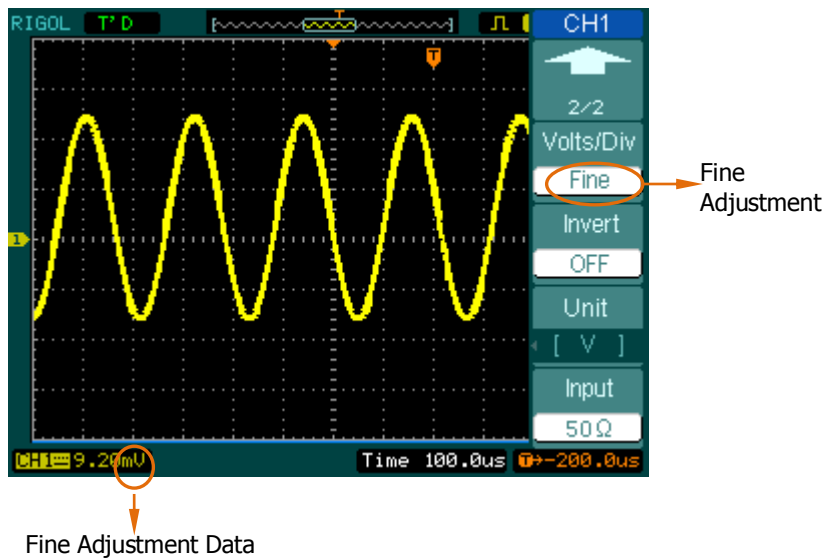 RIGOL T'D T CH1
T
2/2
Volts/Div
Fine
Fine
Adjustment
Invert
1
OFF
Unit
[ V ]
Input
50Ω
CH1 9.20mV Time 100.0us T→-200.0us
Fine Adjustment Data